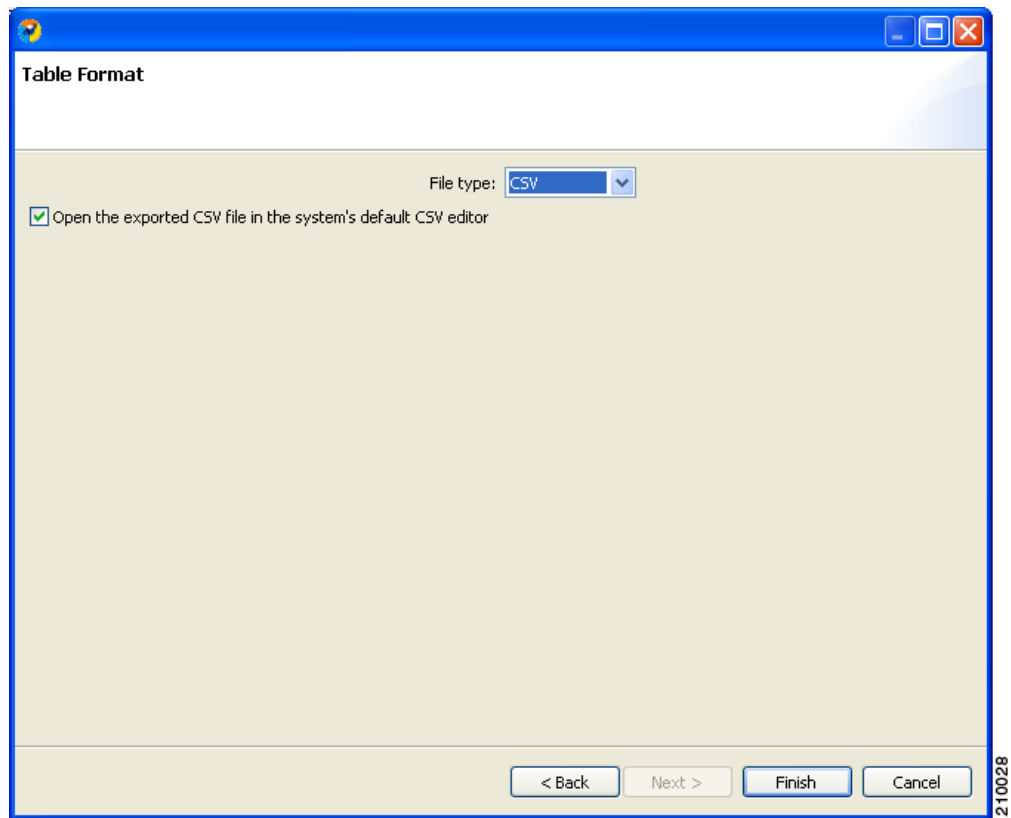 Table Format
File type: CSV
Open the exported CSV file in the system's default CSV editor
< Back Next > Finish Cancel
210028